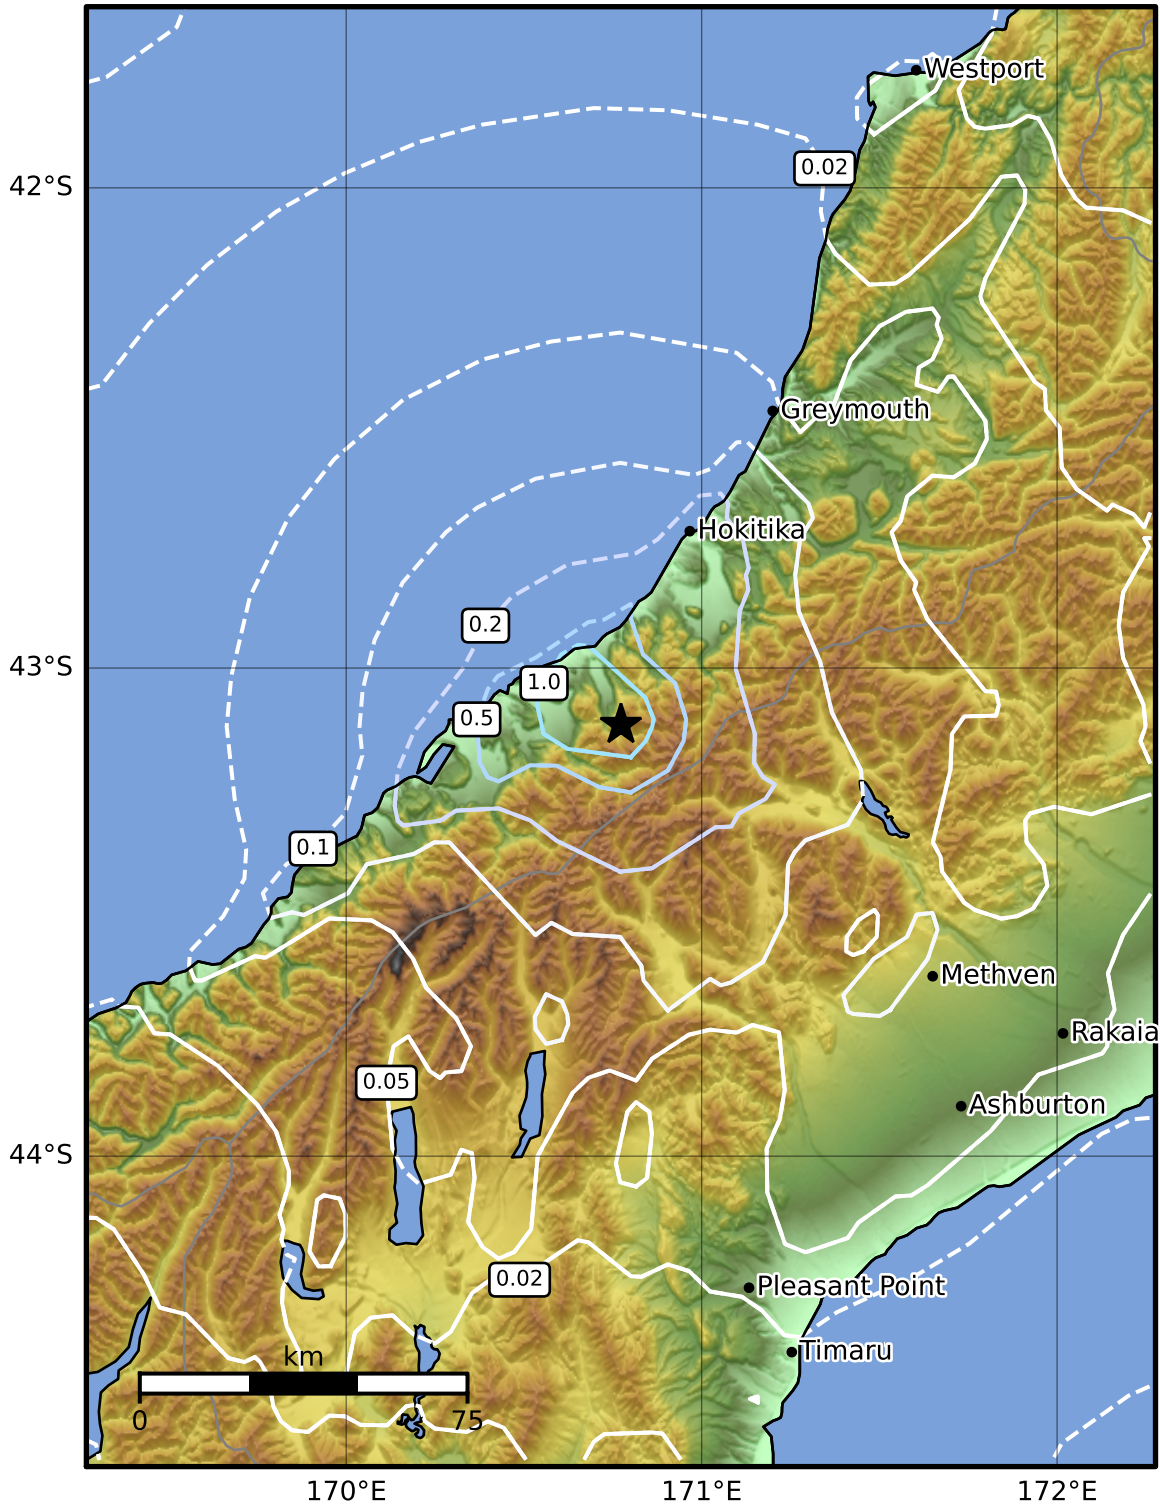 Westport
0.02
42°S
Greymouth
Hokitika
0.2
43°S
1.0
0.5
0.1
Methven
Rakaia
0.05
Ashburton
44°S
0.02
Pleasant Point
Timaru
km
0 75
170°E 171°E 172°E